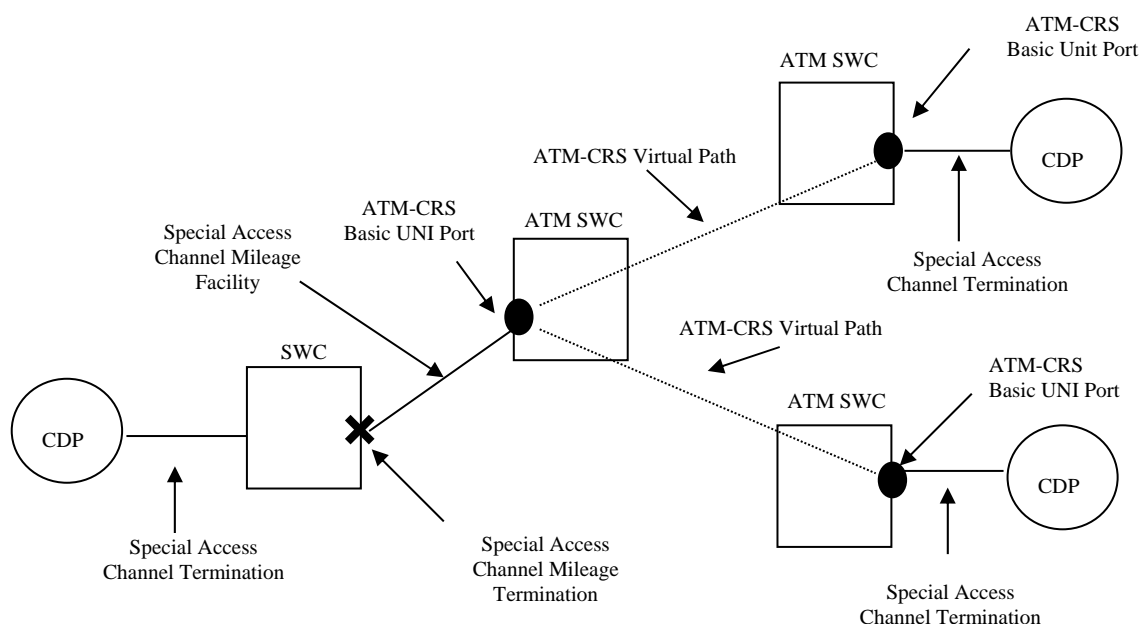 ATM-CRS
Basic Unit Port
ATM SWC
CDP
ATM-CRS Virtual Path
ATM-CRS
Basic UNI Port
ATM SWC
Special Access
Channel Mileage
Facility
Special Access
Channel Termination
ATM-CRS Virtual Path
SWC
ATM-CRS
Basic UNI Port
ATM SWC
CDP
CDP
Special Access
Channel Termination
Special Access
Channel Mileage
Termination
Special Access
Channel Termination